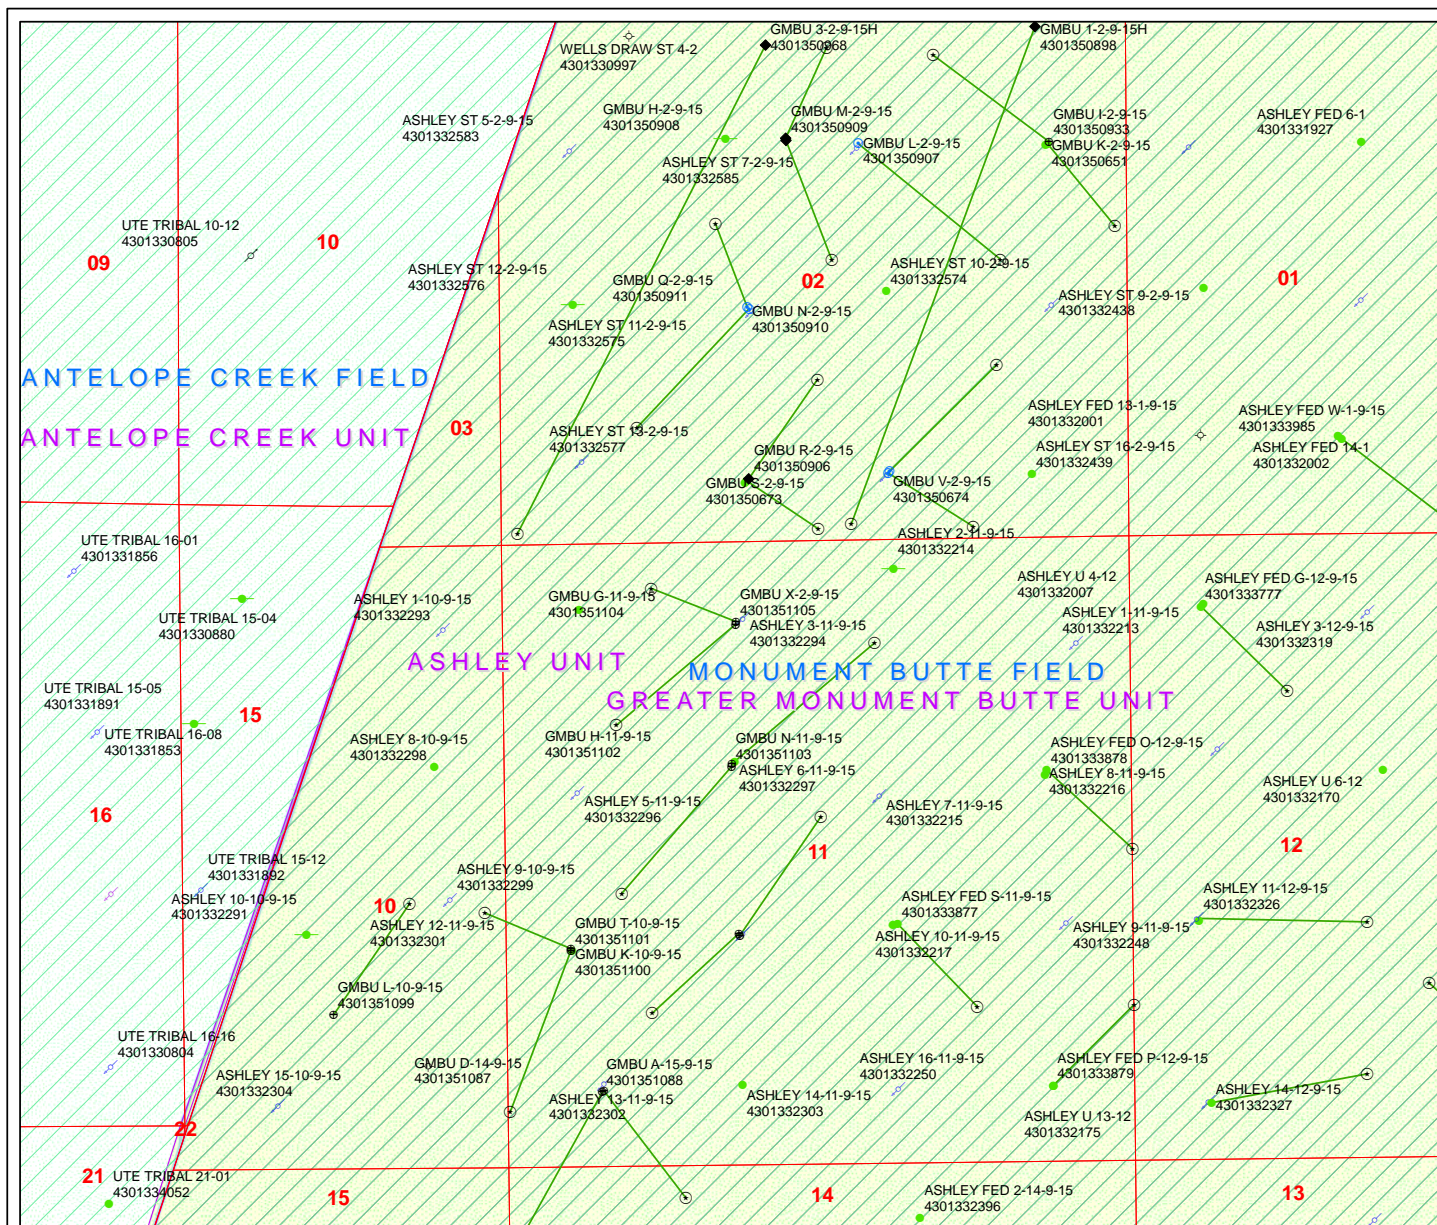 GMBU 3-2-9-15H
4301350968
GMBU 1-2-9-15H
4301350898
WELLS DRAW ST 4-2
4301330997
ASHLEY ST 5-2-9-15
4301332583
GMBU H-2-9-15
4301350908
GMBU M-2-9-15
4301350909
GMBU L-2-9-15
4301350907
GMBU I-2-9-15
4301350933
GMBU K-2-9-15
4301350651
ASHLEY FED 6-1
4301331927
ASHLEY ST 7-2-9-15
4301332585
UTE TRIBAL 10-12
4301330805
10
09
ASHLEY ST 12-2-9-15
4301332576
GMBU Q-2-9-15
4301350911
02
ASHLEY ST 10-2-9-15
4301332574
01
ASHLEY ST 9-2-9-15
4301332438
GMBU N-2-9-15
4301350910
ASHLEY ST 11-2-9-15
4301332575
ANTELOPE CREEK FIELD
ANTELOPE CREEK UNIT
03
ASHLEY ST 13-2-9-15
4301332577
ASHLEY FED 13-1-9-15
4301332001
ASHLEY FED W-1-9-15
4301333985
ASHLEY FED 14-1
4301332002
GMBU R-2-9-15
4301350906
GMBU S-2-9-15
4301350673
GMBU V-2-9-15
4301350674
ASHLEY ST 16-2-9-15
4301332439
UTE TRIBAL 16-01
4301331856
ASHLEY 2-11-9-15
4301332214
ASHLEY 1-10-9-15
4301332293
GMBU G-11-9-15
4301351104
GMBU X-2-9-15
4301351105
ASHLEY 3-11-9-15
4301332294
ASHLEY U 4-12
4301332007
ASHLEY 1-11-9-15
4301332213
ASHLEY FED G-12-9-15
4301333777
ASHLEY 3-12-9-15
4301332319
UTE TRIBAL 15-04
4301330880
ASHLEY UNIT
MONUMENT BUTTE FIELD
GREATER MONUMENT BUTTE UNIT
UTE TRIBAL 15-05
4301331891
15
UTE TRIBAL 16-08
4301331853
ASHLEY 8-10-9-15
4301332298
GMBU H-11-9-15
4301351102
GMBU N-11-9-15
4301351103
ASHLEY 6-11-9-15
4301332297
ASHLEY FED O-12-9-15
4301333878
ASHLEY 8-11-9-15
4301332216
ASHLEY U 6-12
4301332170
16
ASHLEY 5-11-9-15
4301332296
ASHLEY 7-11-9-15
4301332215
11
12
UTE TRIBAL 15-12
4301331892
ASHLEY 9-10-9-15
4301332299
ASHLEY 10-10-9-15
4301332291
10
ASHLEY 12-11-9-15
4301332301
GMBU T-10-9-15
4301351101
GMBU K-10-9-15
4301351100
ASHLEY FED S-11-9-15
4301333877
ASHLEY 10-11-9-15
4301332217
ASHLEY 9-11-9-15
4301332248
ASHLEY 11-12-9-15
4301332326
GMBU L-10-9-15
4301351099
UTE TRIBAL 16-16
4301330804
ASHLEY 15-10-9-15
4301332304
GMBU D-14-9-15
4301351087
GMBU A-15-9-15
4301351088
ASHLEY 13-11-9-15
4301332302
ASHLEY 14-11-9-15
4301332303
ASHLEY 16-11-9-15
4301332250
ASHLEY FED P-12-9-15
4301333879
ASHLEY U 13-12
4301332175
ASHLEY 14-12-9-15
4301332327
22
21
UTE TRIBAL 21-01
4301334052
15
14
ASHLEY FED 2-14-9-15
4301332396
13